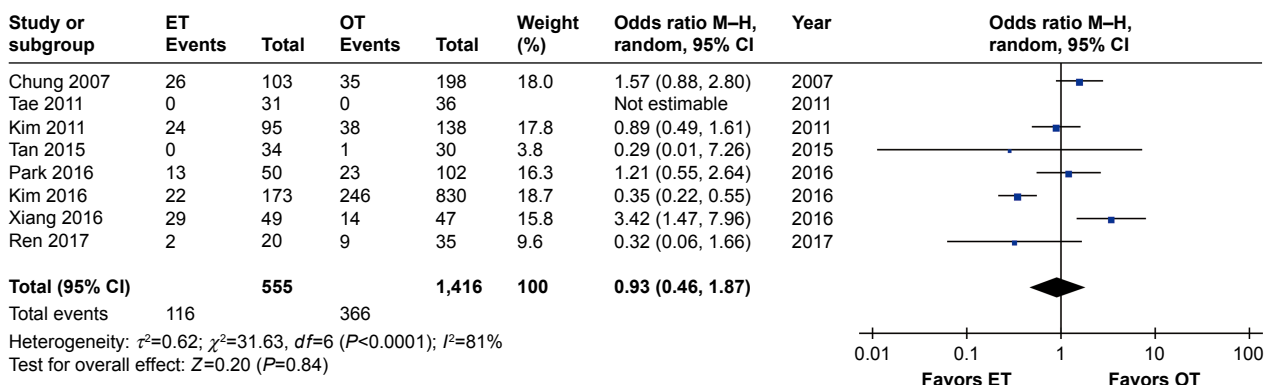 Study or subgroup ET Events Total OT Events Total Weight (%) Odds ratio M–H, random, 95% CI Year Odds ratio M–H, random, 95% CI
Chung 2007 26 103 35 198 18.0 1.57 (0.88, 2.80) 2007
Tae 2011 0 31 0 36 Not estimable 2011
Kim 2011 24 95 38 138 17.8 0.89 (0.49, 1.61) 2011
Tan 2015 0 34 1 30 3.8 0.29 (0.01, 7.26) 2015
Park 2016 13 50 23 102 16.3 1.21 (0.55, 2.64) 2016
Kim 2016 22 173 246 830 18.7 0.35 (0.22, 0.55) 2016
Xiang 2016 29 49 14 47 15.8 3.42 (1.47, 7.96) 2016
Ren 2017 2 20 9 35 9.6 0.32 (0.06, 1.66) 2017
Total (95% CI) 555 1,416 100 0.93 (0.46, 1.87)
Total events 116 366
Heterogeneity: τ²=0.62; χ²=31.63, df=6 (P<0.0001); I²=81%
Test for overall effect: Z=0.20 (P=0.84)
0.01 0.1 1 10 100
Favors ET Favors OT